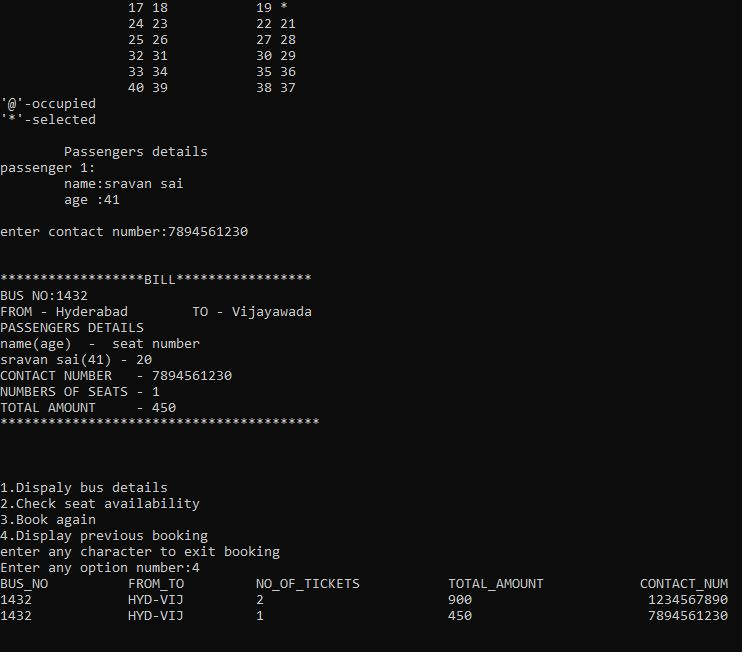 17 18 19 *
24 23 22 21
25 26 27 28
32 31 30 29
33 34 35 36
40 39 38 37
'@'-occupied
'*'-selected
Passengers details
passenger 1:
name:sravan sai
age :41
enter contact number:7894561230
******************BILL*****************
BUS NO:1432
FROM - Hyderabad TO - Vijayawada
PASSENGERS DETAILS
name(age) - seat number
sravan sai(41) - 20
CONTACT NUMBER - 7894561230
NUMBERS OF SEATS - 1
TOTAL AMOUNT - 450
****************************************
1.Dispaly bus details
2.Check seat availability
3.Book again
4.Display previous booking
enter any character to exit booking
Enter any option number:4
BUS_NO FROM_TO NO_OF_TICKETS TOTAL_AMOUNT CONTACT_NUM
1432 HYD-VIJ 2 900 1234567890
1432 HYD-VIJ 1 450 7894561230